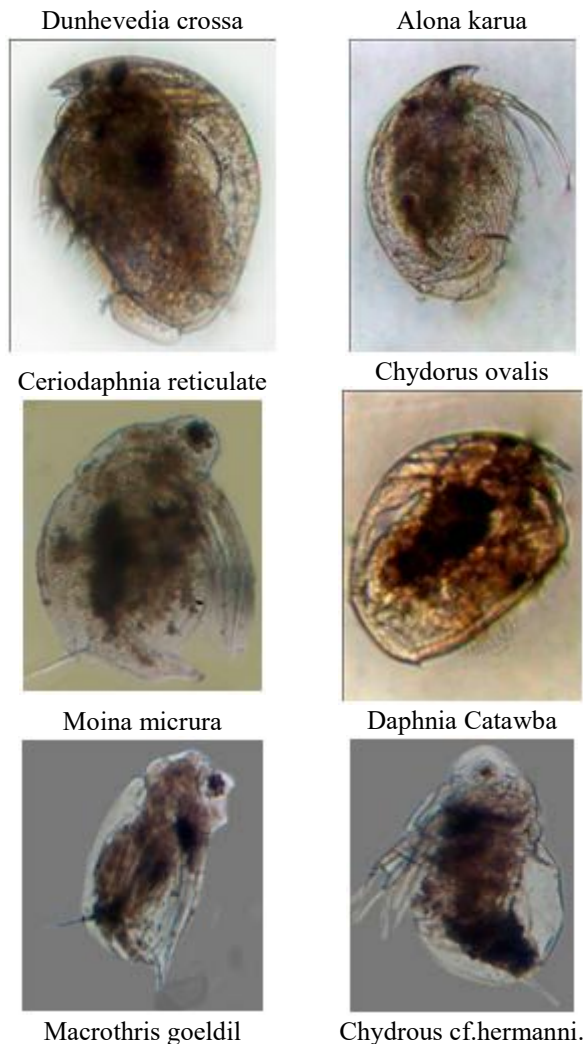 Dunhevedia crossa
Alona karua
Ceriodaphnia reticulate
Chydorus ovalis
Moina micrura
Daphnia Catawba
Macrothris goeldil
Chydrous cf.hermanni.